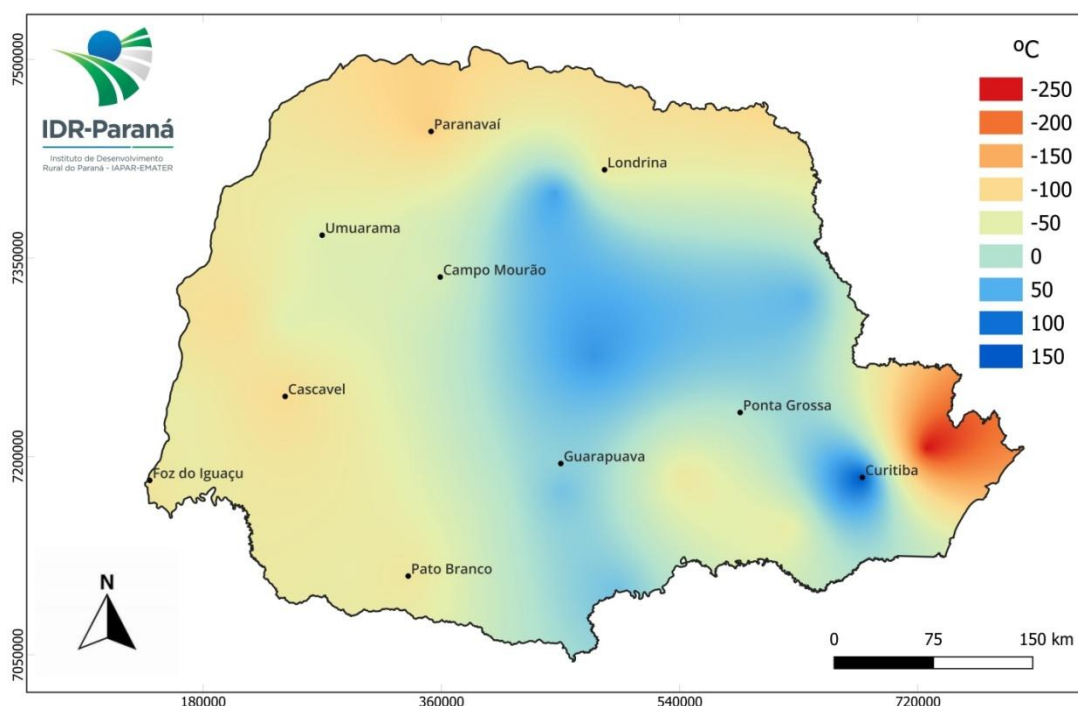 IDR-Paraná
Instituto de Desenvolvimento
Rural do Paraná - IAPAR-EMATER
7500000
7350000
7200000
7050000
Paranavaí
Londrina
Umuarama
Campo Mourão
Cascavel
Ponta Grossa
Foz do Iguaçu
Guarapuava
Curitiba
Pato Branco
ºC
-250
-200
-150
-100
-50
0
50
100
150
N
0 75 150 km
180000 360000 540000 720000